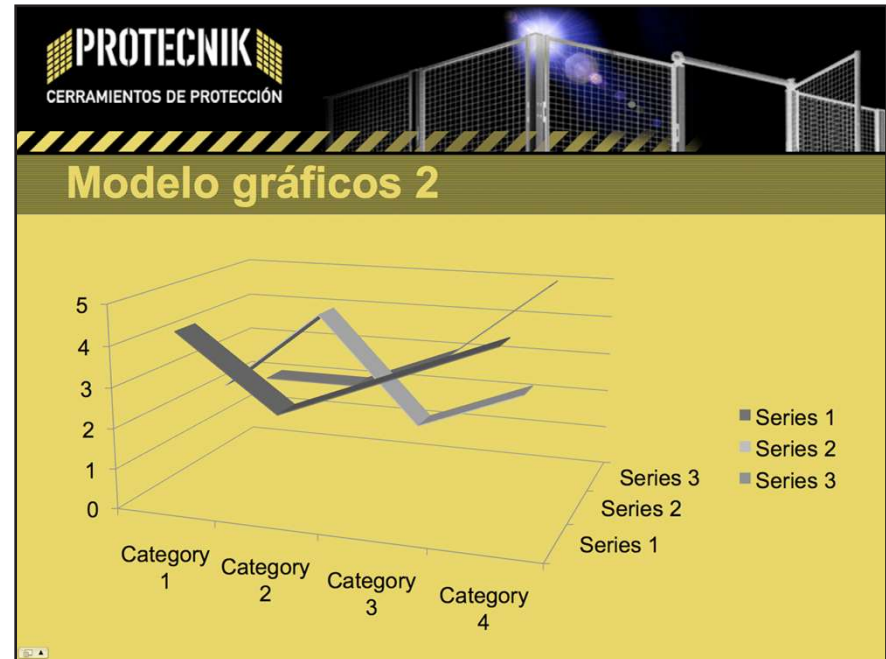 PROTECNIK
CERRAMIENTOS DE PROTECCIÓN
Modelo gráficos 2
5
4
3
2
1
0
Category
1
Category
2
Category
3
Category
4
Series 3
Series 2
Series 1
Series 1
Series 2
Series 3